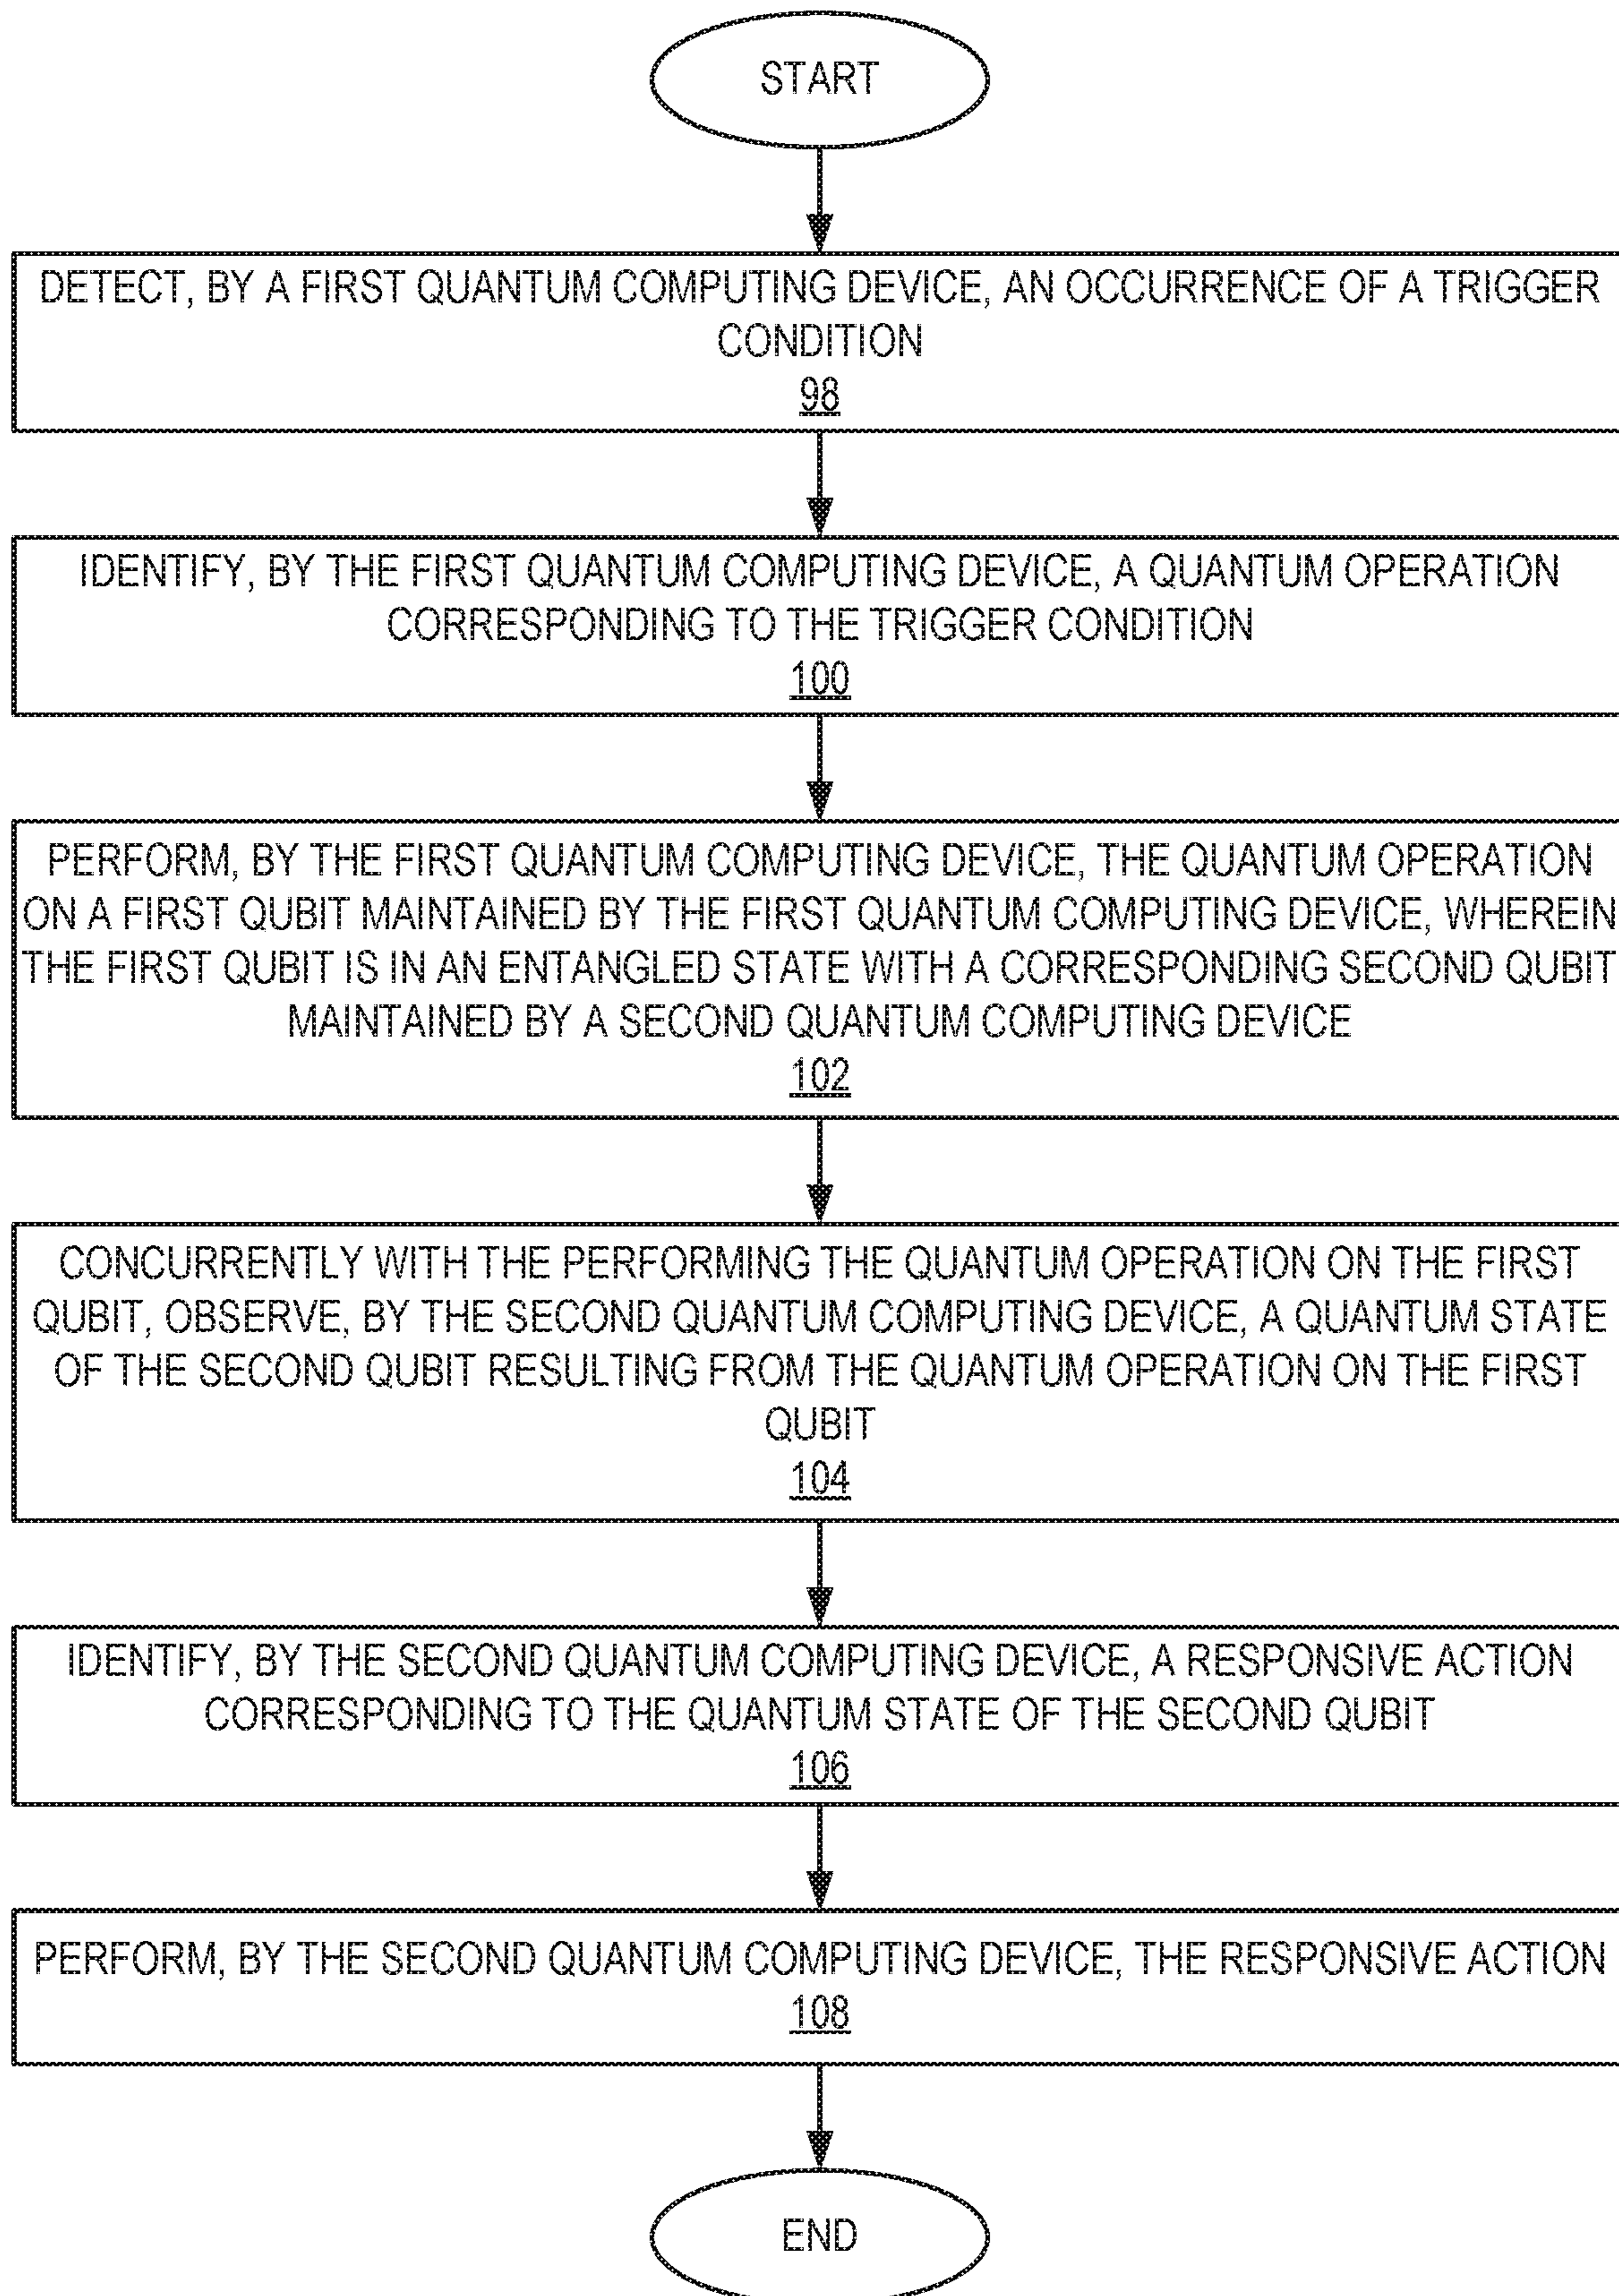 START
DETECT, BY A FIRST QUANTUM COMPUTING DEVICE, AN OCCURRENCE OF A TRIGGER
CONDITION
98
IDENTIFY, BY THE FIRST QUANTUM COMPUTING DEVICE, A QUANTUM OPERATION
CORRESPONDING TO THE TRIGGER CONDITION
100
PERFORM, BY THE FIRST QUANTUM COMPUTING DEVICE, THE QUANTUM OPERATION
ON A FIRST QUBIT MAINTAINED BY THE FIRST QUANTUM COMPUTING DEVICE, WHEREIN
THE FIRST QUBIT IS IN AN ENTANGLED STATE WITH A CORRESPONDING SECOND QUBIT
MAINTAINED BY A SECOND QUANTUM COMPUTING DEVICE
102
CONCURRENTLY WITH THE PERFORMING THE QUANTUM OPERATION ON THE FIRST
QUBIT, OBSERVE, BY THE SECOND QUANTUM COMPUTING DEVICE, A QUANTUM STATE
OF THE SECOND QUBIT RESULTING FROM THE QUANTUM OPERATION ON THE FIRST
QUBIT
104
IDENTIFY, BY THE SECOND QUANTUM COMPUTING DEVICE, A RESPONSIVE ACTION
CORRESPONDING TO THE QUANTUM STATE OF THE SECOND QUBIT
106
PERFORM, BY THE SECOND QUANTUM COMPUTING DEVICE, THE RESPONSIVE ACTION
108
END